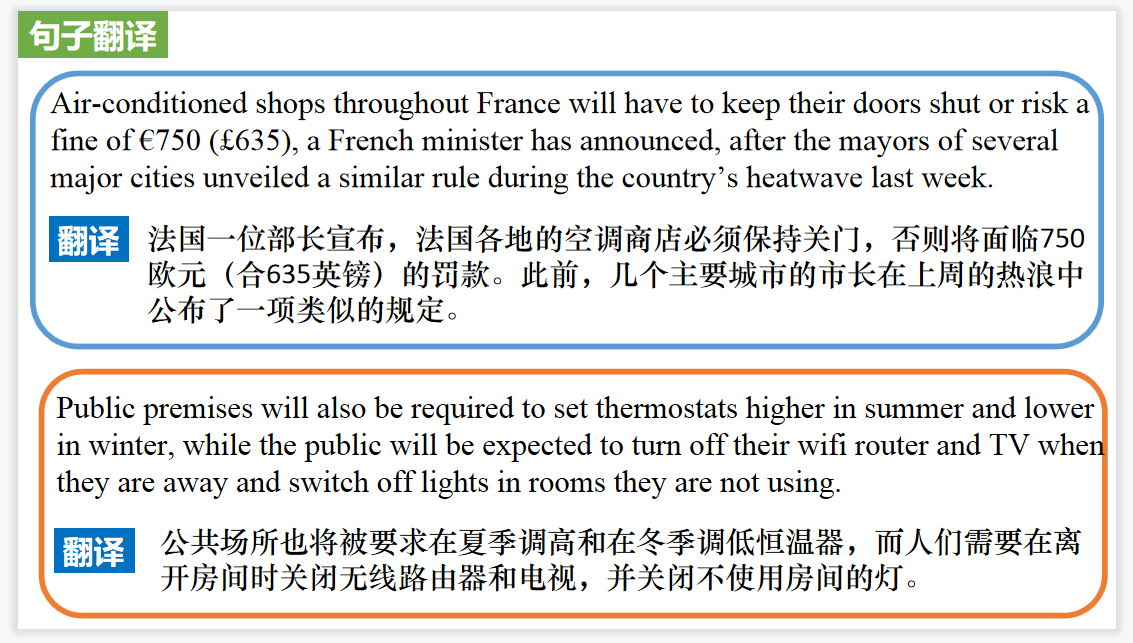 句子翻译
Air-conditioned shops throughout France will have to keep their doors shut or risk a
fine of €750 (£635), a French minister has announced, after the mayors of several
major cities unveiled a similar rule during the country’s heatwave last week.
翻译
法国一位部长宣布，法国各地的空调商店必须保持关门，否则将面临750
欧元（合635英镑）的罚款。此前，几个主要城市的市长在上周的热浪中
公布了一项类似的规定。
Public premises will also be required to set thermostats higher in summer and lower
in winter, while the public will be expected to turn off their wifi router and TV when
they are away and switch off lights in rooms they are not using.
翻译
公共场所也将被要求在夏季调高和在冬季调低恒温器，而人们需要在离
开房间时关闭无线路由器和电视，并关闭不使用房间的灯。